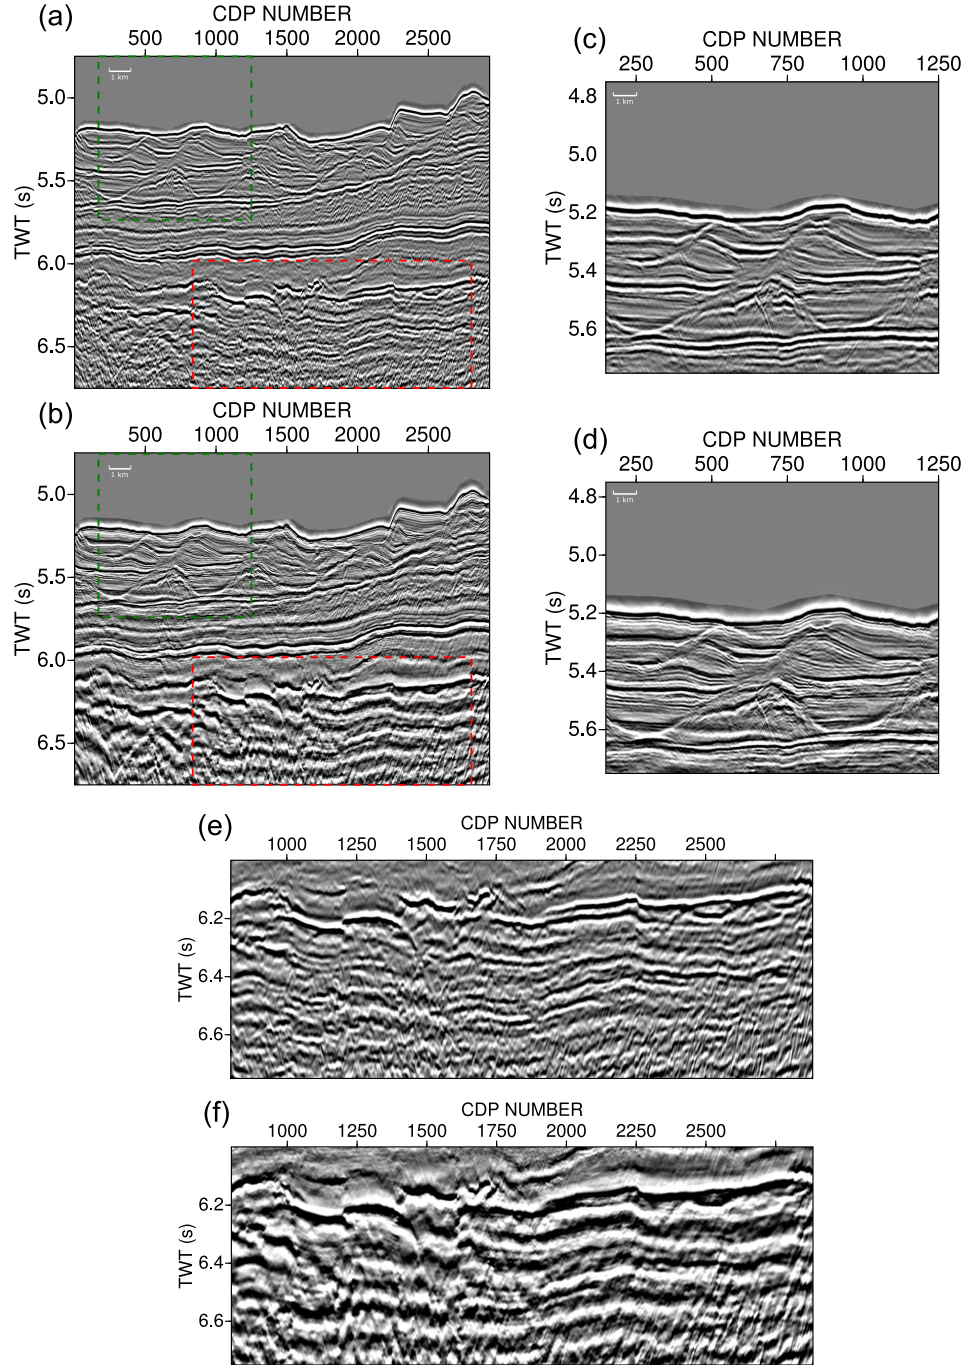 (a)
CDP NUMBER
500 1000 1500 2000 2500
1 km
5.0
5.5
6.0
6.5
TWT (s)
(c)
CDP NUMBER
250 500 750 1000 1250
1 km
4.8
5.0
5.2
5.4
5.6
TWT (s)
(b)
CDP NUMBER
500 1000 1500 2000 2500
1 km
5.0
5.5
6.0
6.5
TWT (s)
(d)
CDP NUMBER
250 500 750 1000 1250
1 km
4.8
5.0
5.2
5.4
5.6
TWT (s)
(e)
CDP NUMBER
1000 1250 1500 1750 2000 2250 2500
6.2
6.4
6.6
TWT (s)
(f)
CDP NUMBER
1000 1250 1500 1750 2000 2250 2500
6.2
6.4
6.6
TWT (s)